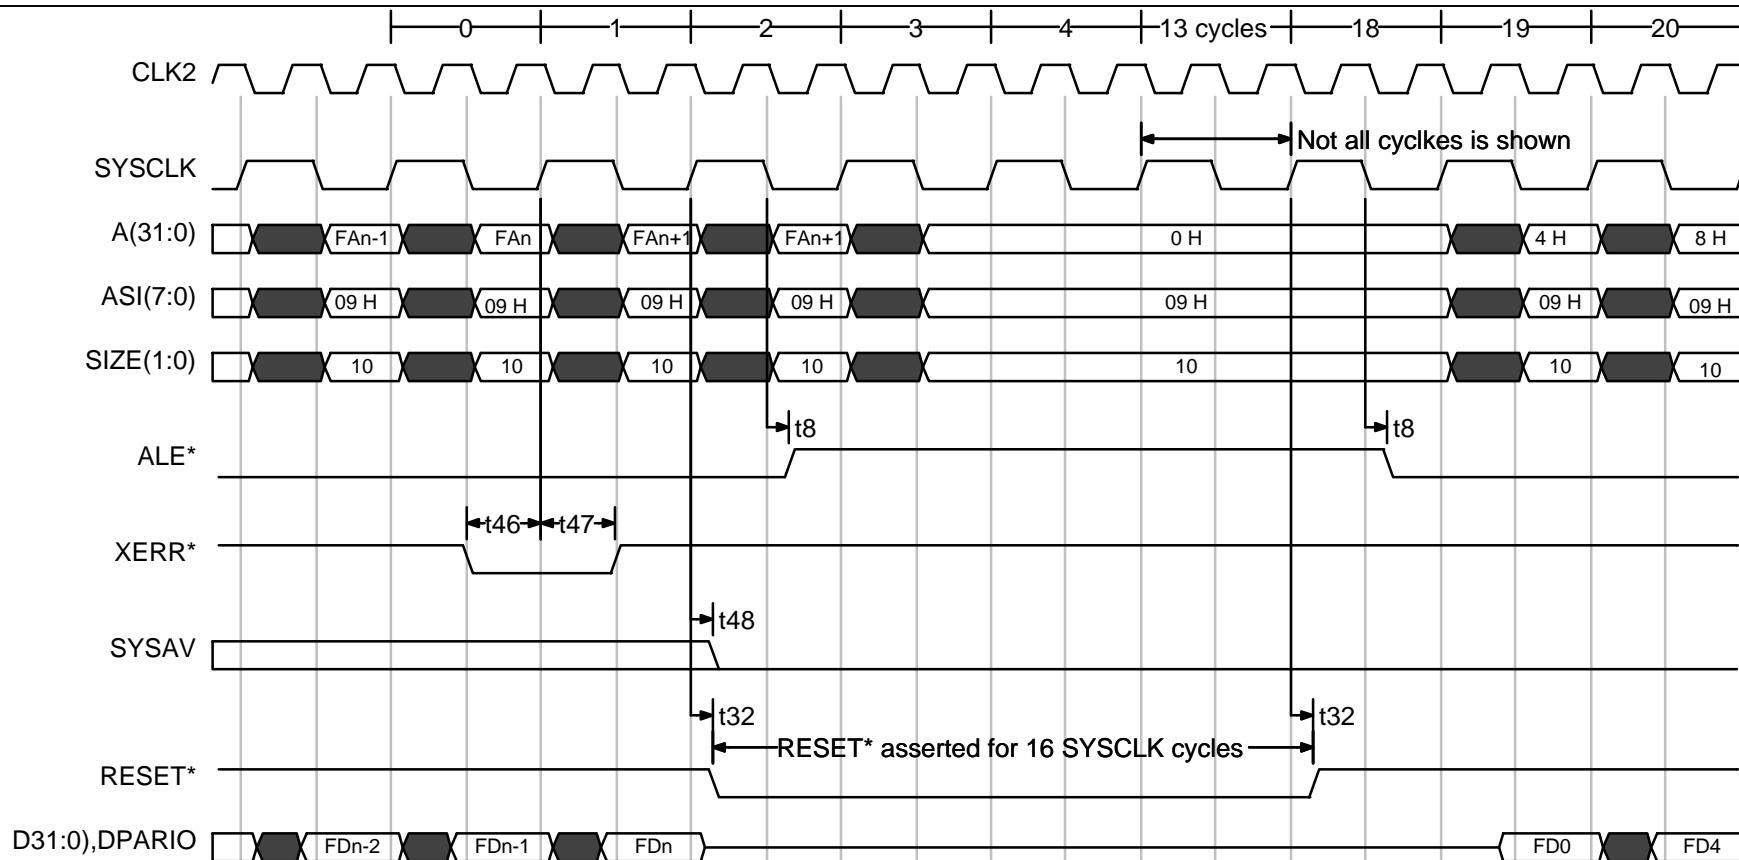 0 1 2 3 4 13 cycles 18 19 20
CLK2
Not all cyclkes is shown
SYSCLK
A(31:0) FAn-1 FAn FAn+1 FAn+1 0 H 4 H 8 H
ASI(7:0) 09 H 09 H 09 H 09 H 09 H 09 H 09 H
SIZE(1:0) 10 10 10 10 10 10 10
t8 t8
ALE*
t46 t47
XERR*
t48
SYSAV
t32 t32
RESET* asserted for 16 SYSCLK cycles
RESET*
D31:0),DPARIO FDn-2 FDn-1 FDn FD0 FD4